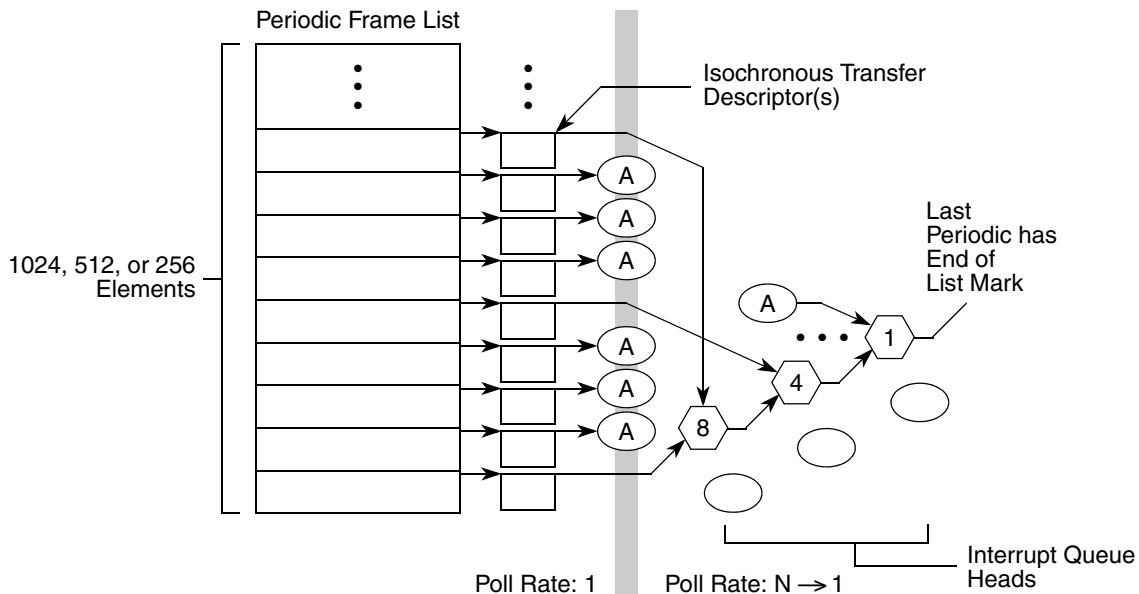 Periodic Frame List
Isochronous Transfer
Descriptor(s)
A
A
A
Last
Periodic has
End of
List Mark
1024, 512, or 256
Elements
A
1
A
4
A
A
8
Interrupt Queue
Heads
Poll Rate: 1
Poll Rate: N → 1